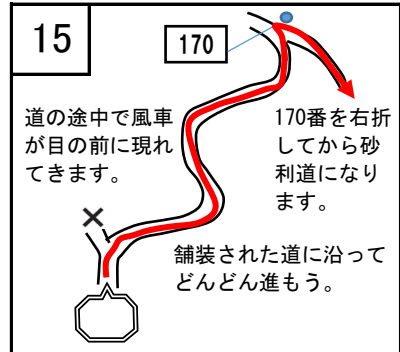 15
170
道の途中で風車
が目の前に現れ
てきます。
170番を右折
してから砂
利道になり
ます。
舗装された道に沿って
どんどん進もう。